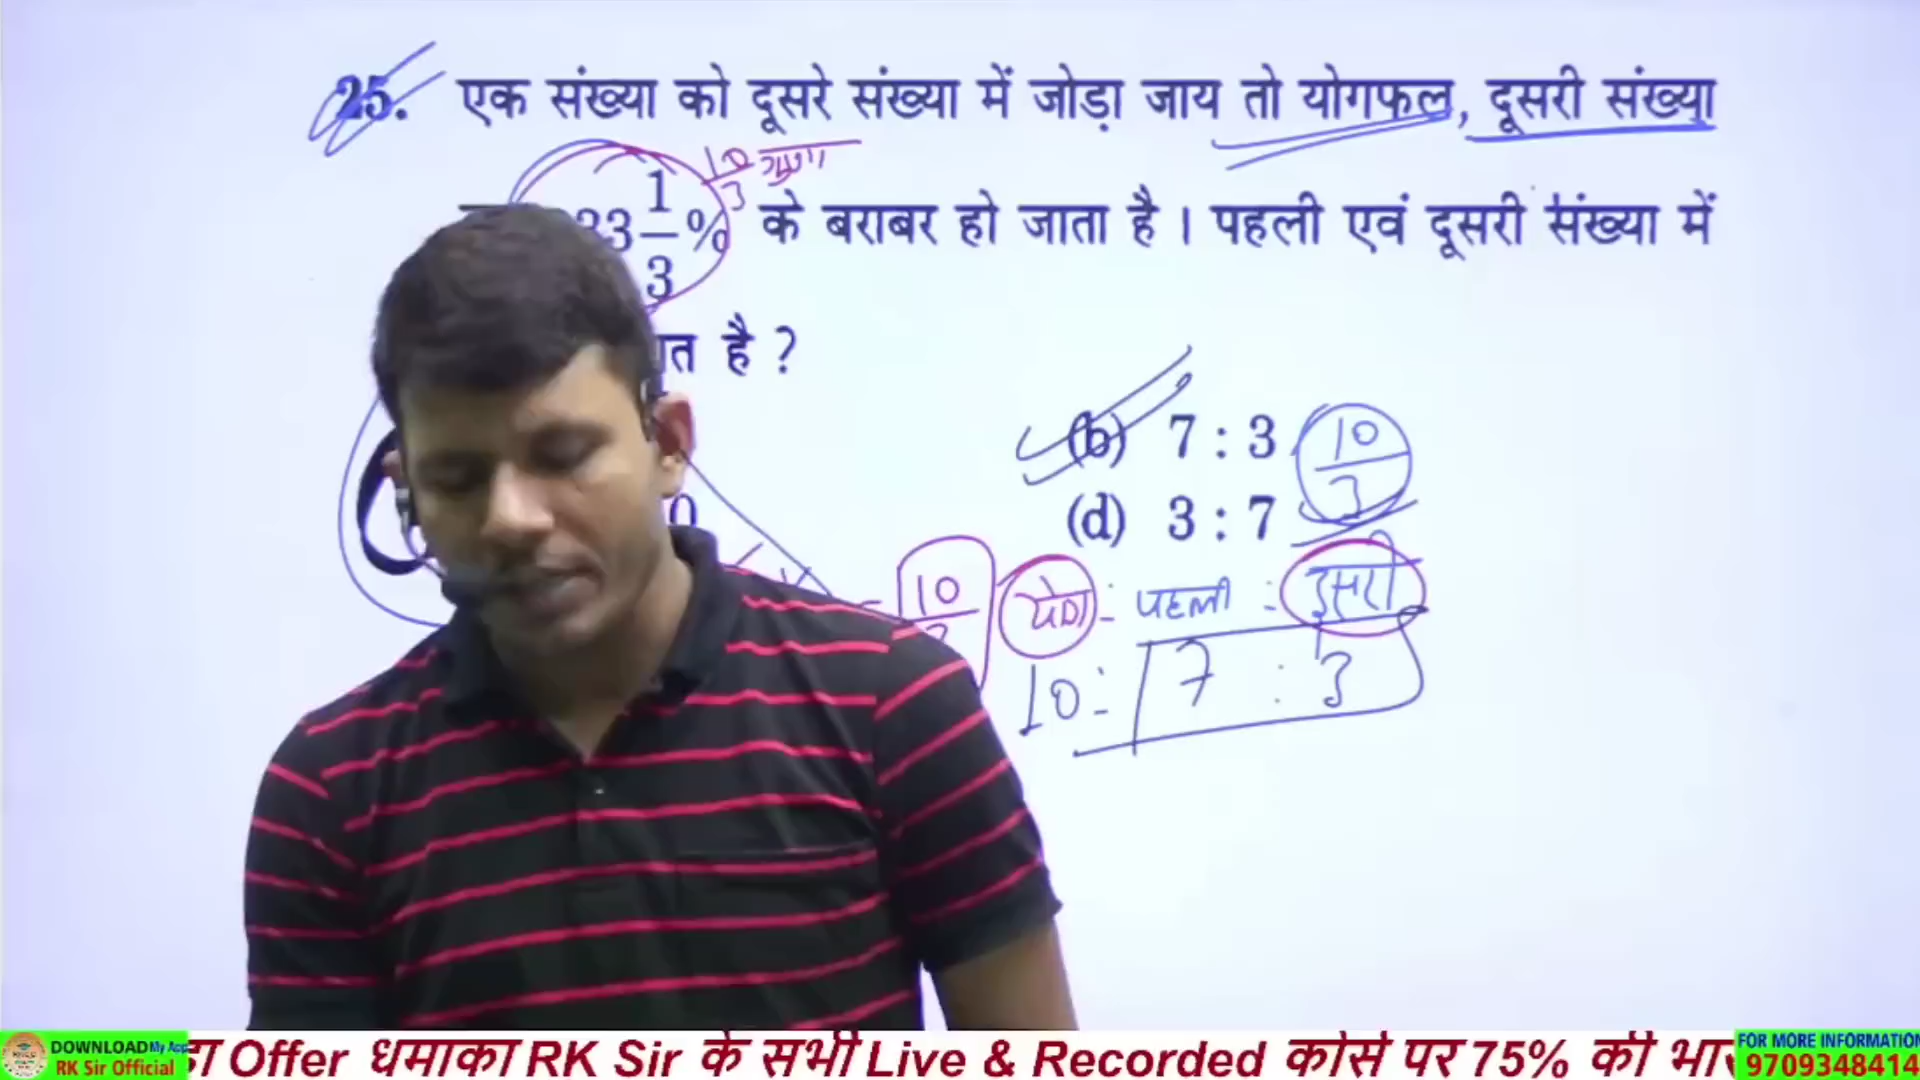 25. एक संख्या को दूसरे संख्या में जोड़ा जाय तो योगफल, दूसरी संख्या
10/3 गुणा
33 1/3% के बराबर हो जाता है । पहली एवं दूसरी संख्या में
है ?
(b) 7 : 3
10/3
(d) 3 : 7
10
योग : पहली : दूसरी
10 : 7 : 3
DOWNLOAD My App
RK Sir Official
Offer धमाका RK Sir के सभी Live & Recorded कोर्स पर 75% की
FOR MORE INFORMATION
9709348414